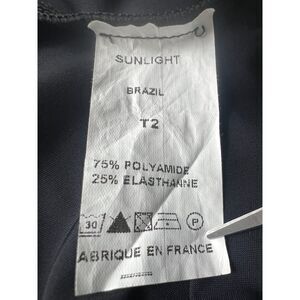 SUNLIGHT
BRAZIL
T2
75% POLYAMIDE
25% ELASTHANNE
30 P
ABRIQUE EN FRANCE